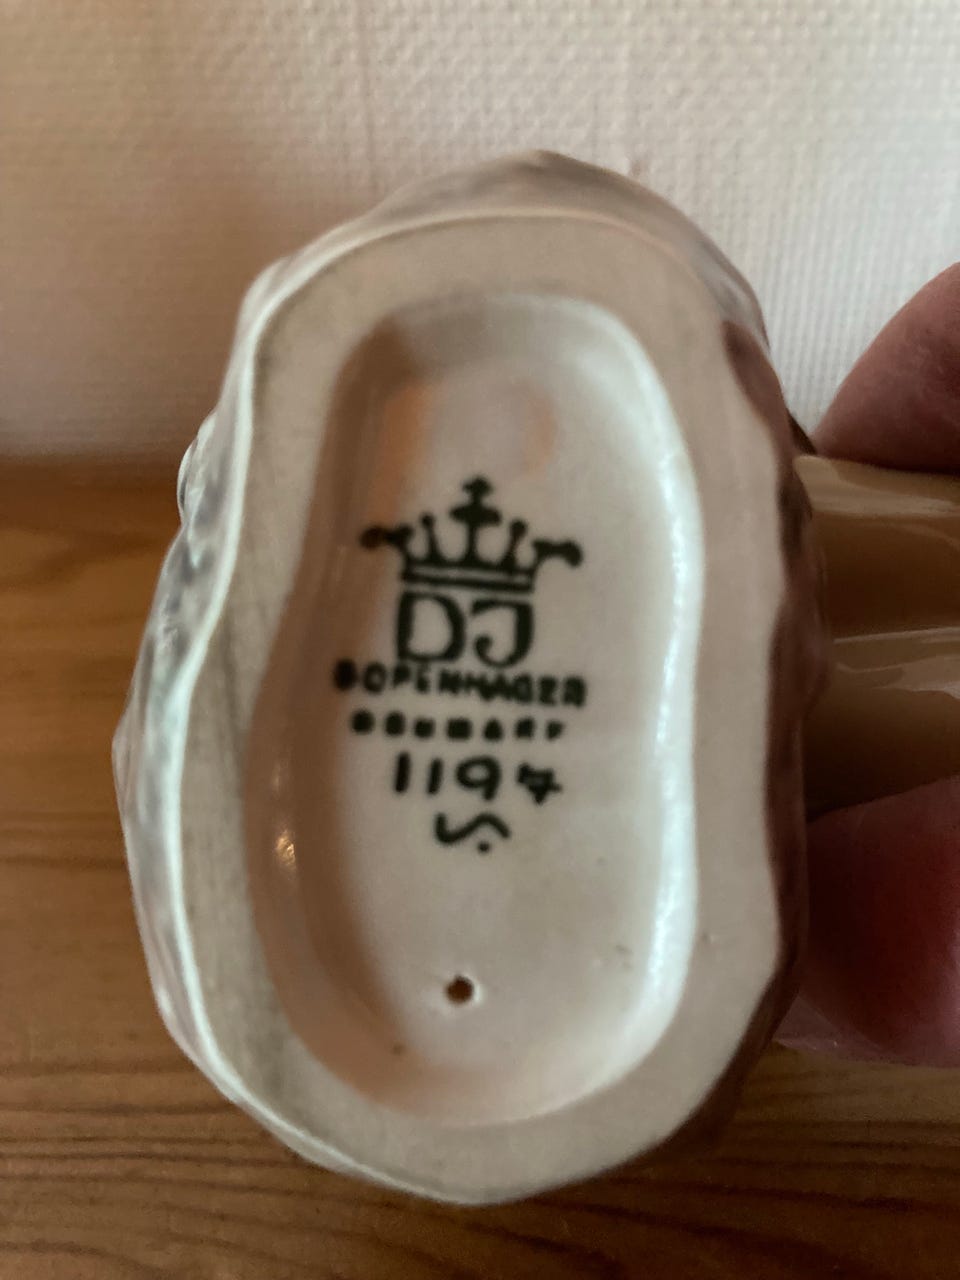 DJ
COPENHAGEN
DENMARK
1194
S.